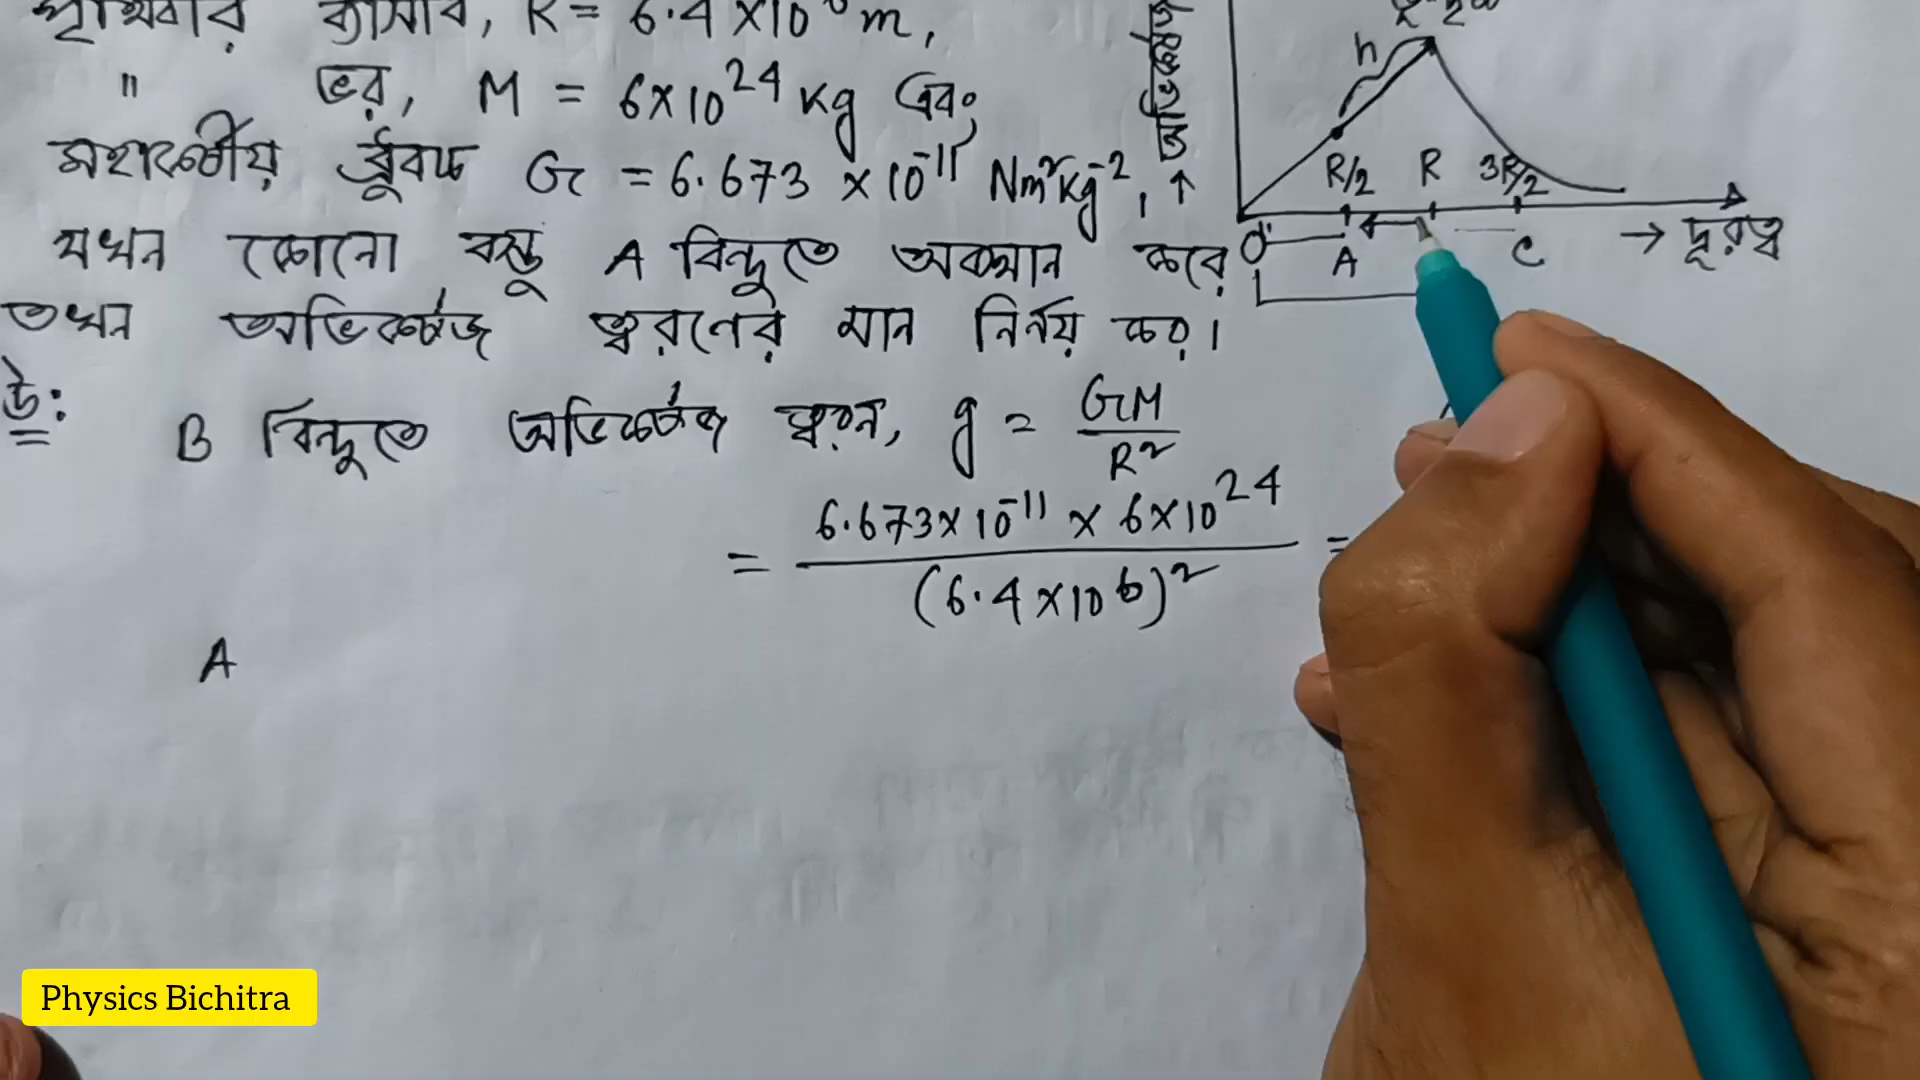 পৃথিবীর ব্যাসার্ধ, R = 6.4 × 10⁶ m,
" ভর, M = 6×10²⁴ kg এবং
মহাকর্ষীয় ধ্রুবক G = 6.673 × 10⁻¹¹ Nm²kg⁻²,
যখন কোনো বস্তু A বিন্দুতে অবস্থান করে
তখন অভিকর্ষজ ত্বরণের মান নির্ণয় কর।
উ:
B বিন্দুতে অভিকর্ষজ ত্বরন, g = GM/R²
= 6.673×10⁻¹¹ × 6×10²⁴ / (6.4×10⁶)² =
A
h
R/2 R 3R/2
O A C → দূরত্ব
Physics Bichitra